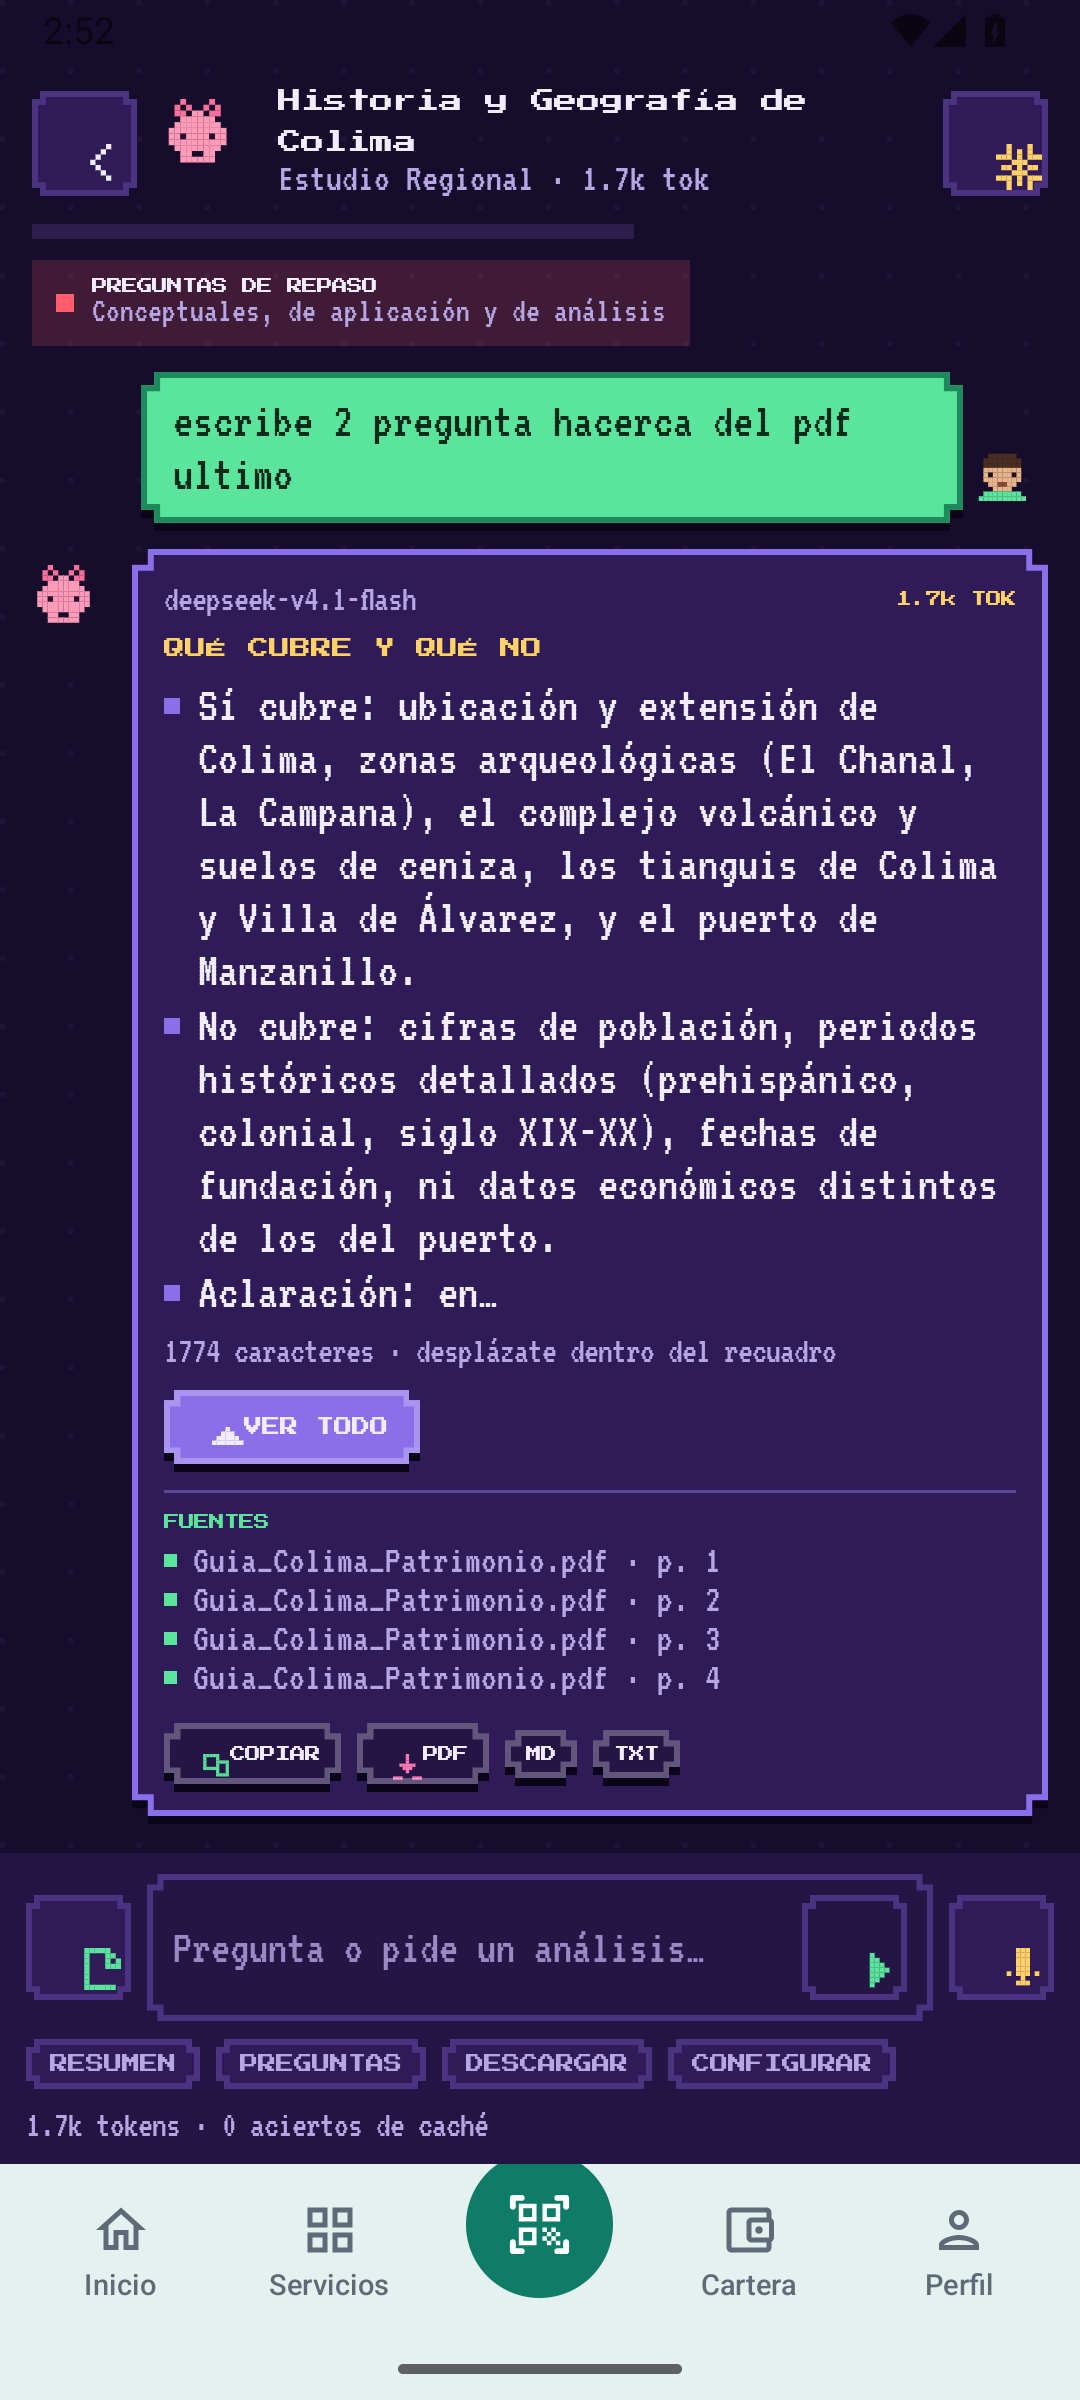 2:52
Historia y Geografía de
Colima
Estudio Regional · 1.7k tok
PREGUNTAS DE REPASO
Conceptuales, de aplicación y de análisis
escribe 2 pregunta hacerca del pdf
ultimo
deepseek-v4.1-flash
1.7k TOK
QUé CUBRE Y QUé NO
Sí cubre: ubicación y extensión de
Colima, zonas arqueológicas (El Chanal,
La Campana), el complejo volcánico y
suelos de ceniza, los tianguis de Colima
y Villa de Álvarez, y el puerto de
Manzanillo.
No cubre: cifras de población, periodos
históricos detallados (prehispánico,
colonial, siglo XIX-XX), fechas de
fundación, ni datos económicos distintos
de los del puerto.
Aclaración: en…
1774 caracteres · desplázate dentro del recuadro
VER TODO
FUENTES
Guia_Colima_Patrimonio.pdf · p. 1
Guia_Colima_Patrimonio.pdf · p. 2
Guia_Colima_Patrimonio.pdf · p. 3
Guia_Colima_Patrimonio.pdf · p. 4
COPIAR
PDF
MD
TXT
Pregunta o pide un análisis…
RESUMEN
PREGUNTAS
DESCARGAR
CONFIGURAR
1.7k tokens · 0 aciertos de caché
Inicio
Servicios
Cartera
Perfil